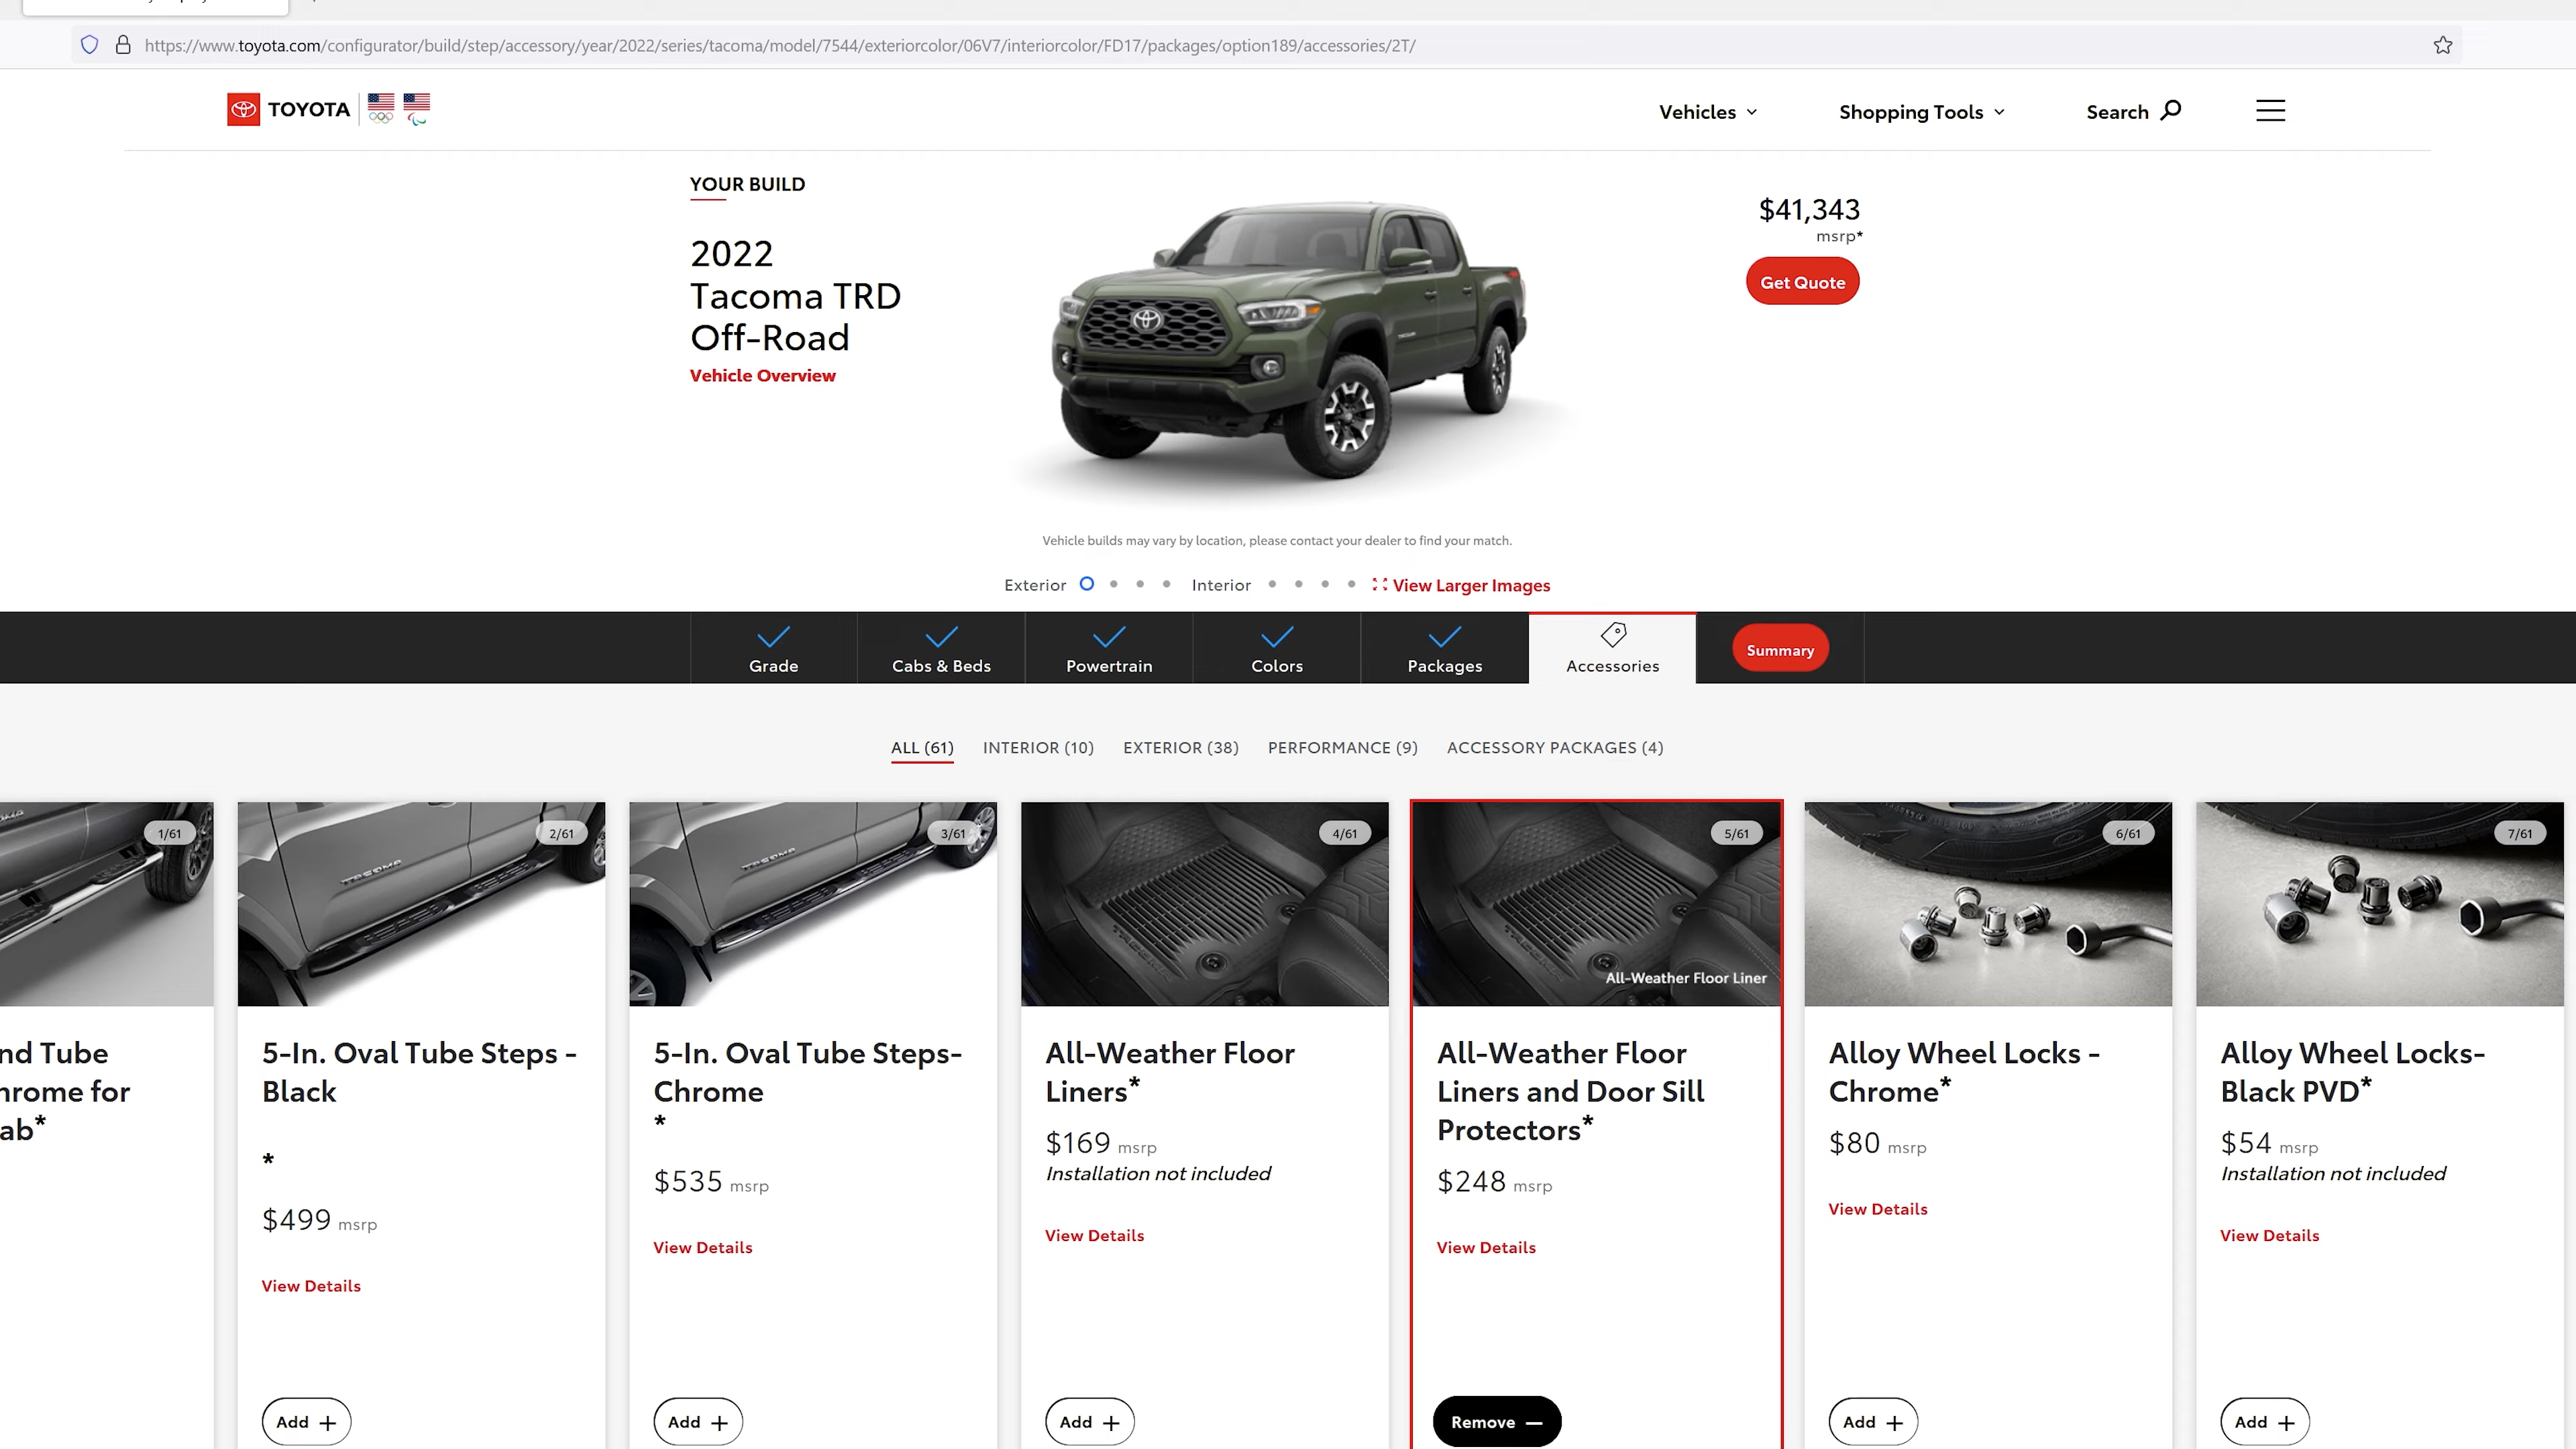 https://www.toyota.com/configurator/build/step/accessory/year/2022/series/tacoma/model/7544/exteriorcolor/06V7/interiorcolor/FD17/packages/option189/accessories/2T/
TOYOTA
Vehicles
Shopping Tools
Search
YOUR BUILD
2022
Tacoma TRD
Off-Road
Vehicle Overview
$41,343
msrp*
Get Quote
Vehicle builds may vary by location, please contact your dealer to find your match.
Exterior
Interior
View Larger Images
Grade
Cabs & Beds
Powertrain
Colors
Packages
Accessories
Summary
ALL (61)
INTERIOR (10)
EXTERIOR (38)
PERFORMANCE (9)
ACCESSORY PACKAGES (4)
1/61
nd Tube
hrome for
ab*
2/61
TACOMA
5-In. Oval Tube Steps -
Black
*
$499 msrp
View Details
Add +
3/61
TACOMA
5-In. Oval Tube Steps-
Chrome
*
$535 msrp
View Details
Add +
4/61
TACOMA
All-Weather Floor
Liners*
$169 msrp
Installation not included
View Details
Add +
5/61
TACOMA
All-Weather Floor Liner
All-Weather Floor
Liners and Door Sill
Protectors*
$248 msrp
View Details
Remove −
6/61
Alloy Wheel Locks -
Chrome*
$80 msrp
View Details
Add +
7/61
Alloy Wheel Locks-
Black PVD*
$54 msrp
Installation not included
View Details
Add +